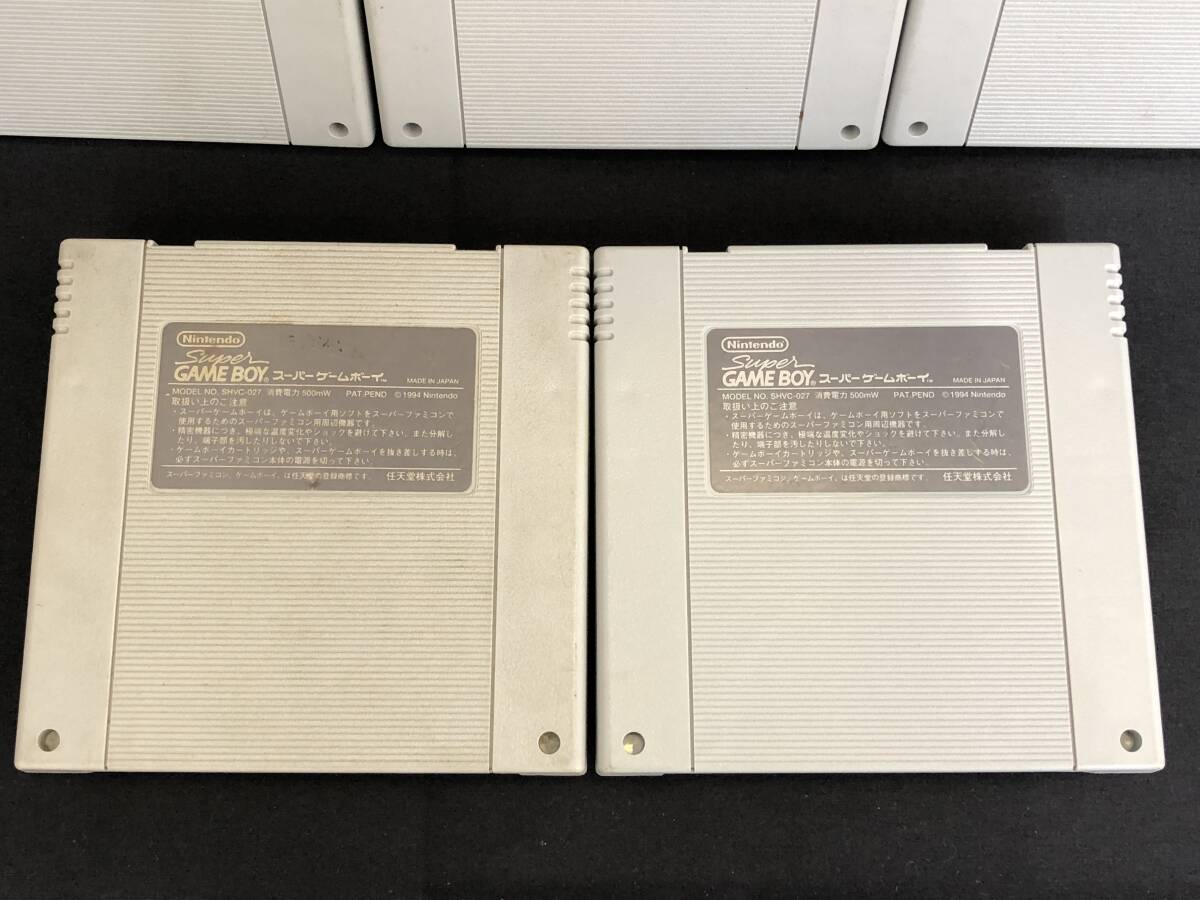 Nintendo
Super
GAME BOY® スーパーゲームボーイ™ MADE IN JAPAN
MODEL NO. SHVC-027 消費電力 500mW PAT.PEND ©1994 Nintendo
取扱い上のご注意
・スーパーゲームボーイは、ゲームボーイ用ソフトをスーパーファミコンで
使用するためのスーパーファミコン用周辺機器です。
・精密機器につき、極端な温度変化やショックを避けて下さい。また分解し
たり、端子部を汚したりしないで下さい。
・ゲームボーイカートリッジや、スーパーゲームボーイを抜き差しする時は、
必ずスーパーファミコン本体の電源を切って下さい。
スーパーファミコン、ゲームボーイ、は任天堂の登録商標です。 任天堂株式会社
Nintendo
Super
GAME BOY® スーパーゲームボーイ™ MADE IN JAPAN
MODEL NO. SHVC-027 消費電力 500mW PAT.PEND ©1994 Nintendo
取扱い上のご注意
・スーパーゲームボーイは、ゲームボーイ用ソフトをスーパーファミコンで
使用するためのスーパーファミコン用周辺機器です。
・精密機器につき、極端な温度変化やショックを避けて下さい。また分解し
たり、端子部を汚したりしないで下さい。
・ゲームボーイカートリッジや、スーパーゲームボーイを抜き差しする時は、
必ずスーパーファミコン本体の電源を切って下さい。
スーパーファミコン、ゲームボーイ、は任天堂の登録商標です。 任天堂株式会社